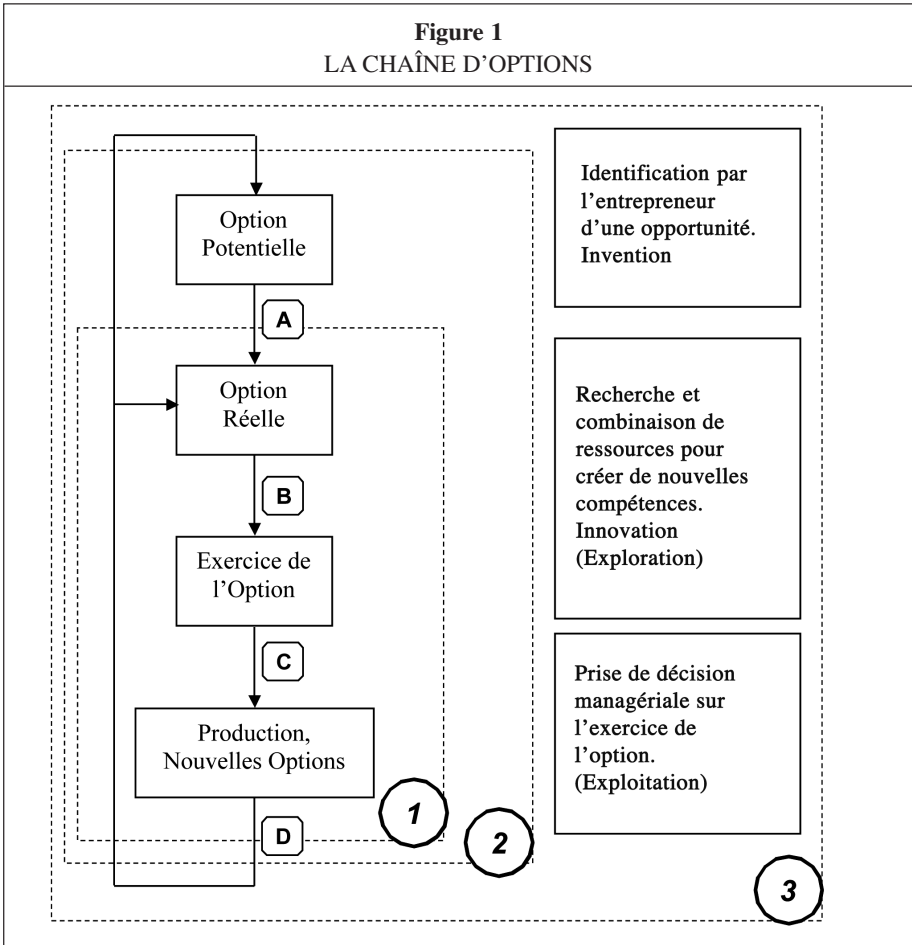 Figure 1
LA CHAÎNE D'OPTIONS
Option
Potentielle
A
Option
Réelle
B
Exercice de
l'Option
C
Production,
Nouvelles Options
D
1
2
Identification par
l'entrepreneur
d'une opportunité.
Invention
Recherche et
combinaison de
ressources pour
créer de nouvelles
compétences.
Innovation
(Exploration)
Prise de décision
managériale sur
l'exercice de
l'option.
(Exploitation)
3